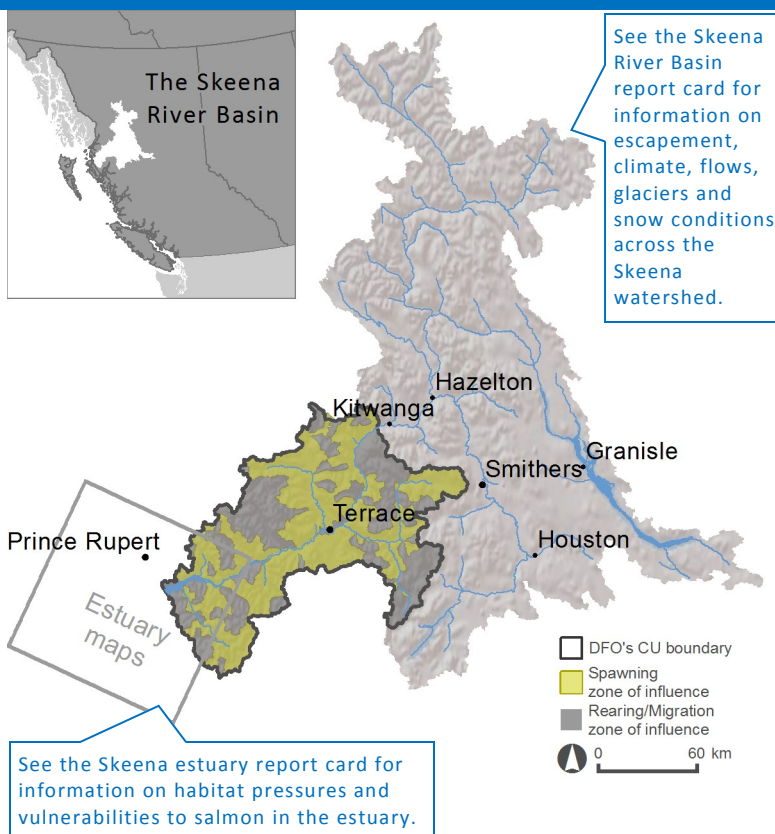 The Skeena
River Basin
See the Skeena
River Basin
report card for
information on
escapement,
climate, flows,
glaciers and
snow conditions
across the
Skeena
watershed.
Hazelton
Kitwanga
Granisle
Smithers
Terrace
Prince Rupert
Houston
Estuary
maps
DFO's CU boundary
Spawning
zone of influence
Rearing/Migration
zone of influence
0 60 km
See the Skeena estuary report card for
information on habitat pressures and
vulnerabilities to salmon in the estuary.